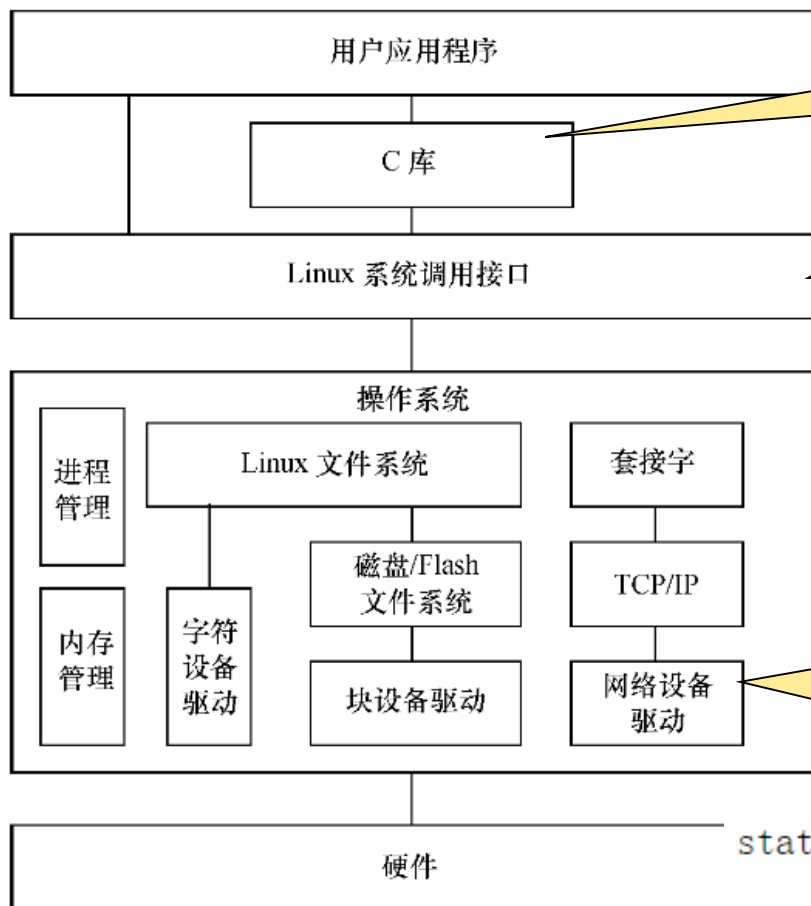 用户应用程序
C 库
Linux 系统调用接口
操作系统
进程
管理
Linux 文件系统
套接字
磁盘/Flash
文件系统
TCP/IP
内存
管理
字符
设备
驱动
块设备驱动
网络设备
驱动
硬件
stat